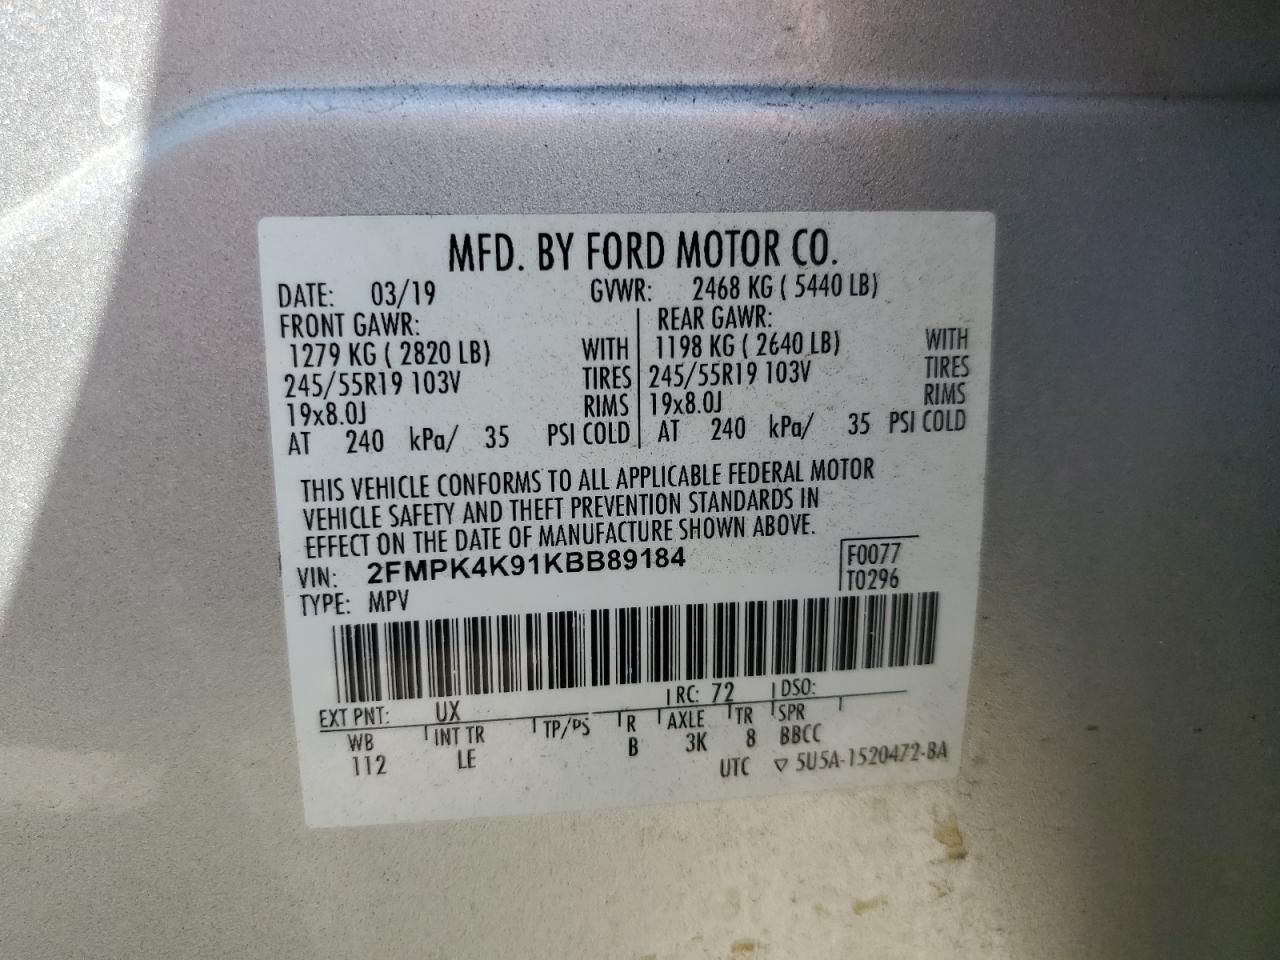 MFD. BY FORD MOTOR CO.
DATE: 03/19 GVWR: 2468 KG ( 5440 LB)
FRONT GAWR: REAR GAWR:
1279 KG ( 2820 LB) WITH 1198 KG ( 2640 LB) WITH
245/55R19 103V TIRES 245/55R19 103V TIRES
19x8.0J RIMS 19x8.0J RIMS
AT 240 kPa/ 35 PSI COLD AT 240 kPa/ 35 PSI COLD
THIS VEHICLE CONFORMS TO ALL APPLICABLE FEDERAL MOTOR
VEHICLE SAFETY AND THEFT PREVENTION STANDARDS IN
EFFECT ON THE DATE OF MANUFACTURE SHOWN ABOVE.
VIN: 2FMPK4K91KBB89184 F0077
TYPE: MPV T0296
EXT PNT: UX RC: 72 DSO:
WB INT TR TP/PS R AXLE TR SPR
112 LE B 3K 8 BBCC
UTC ▽ 5U5A-1520472-BA